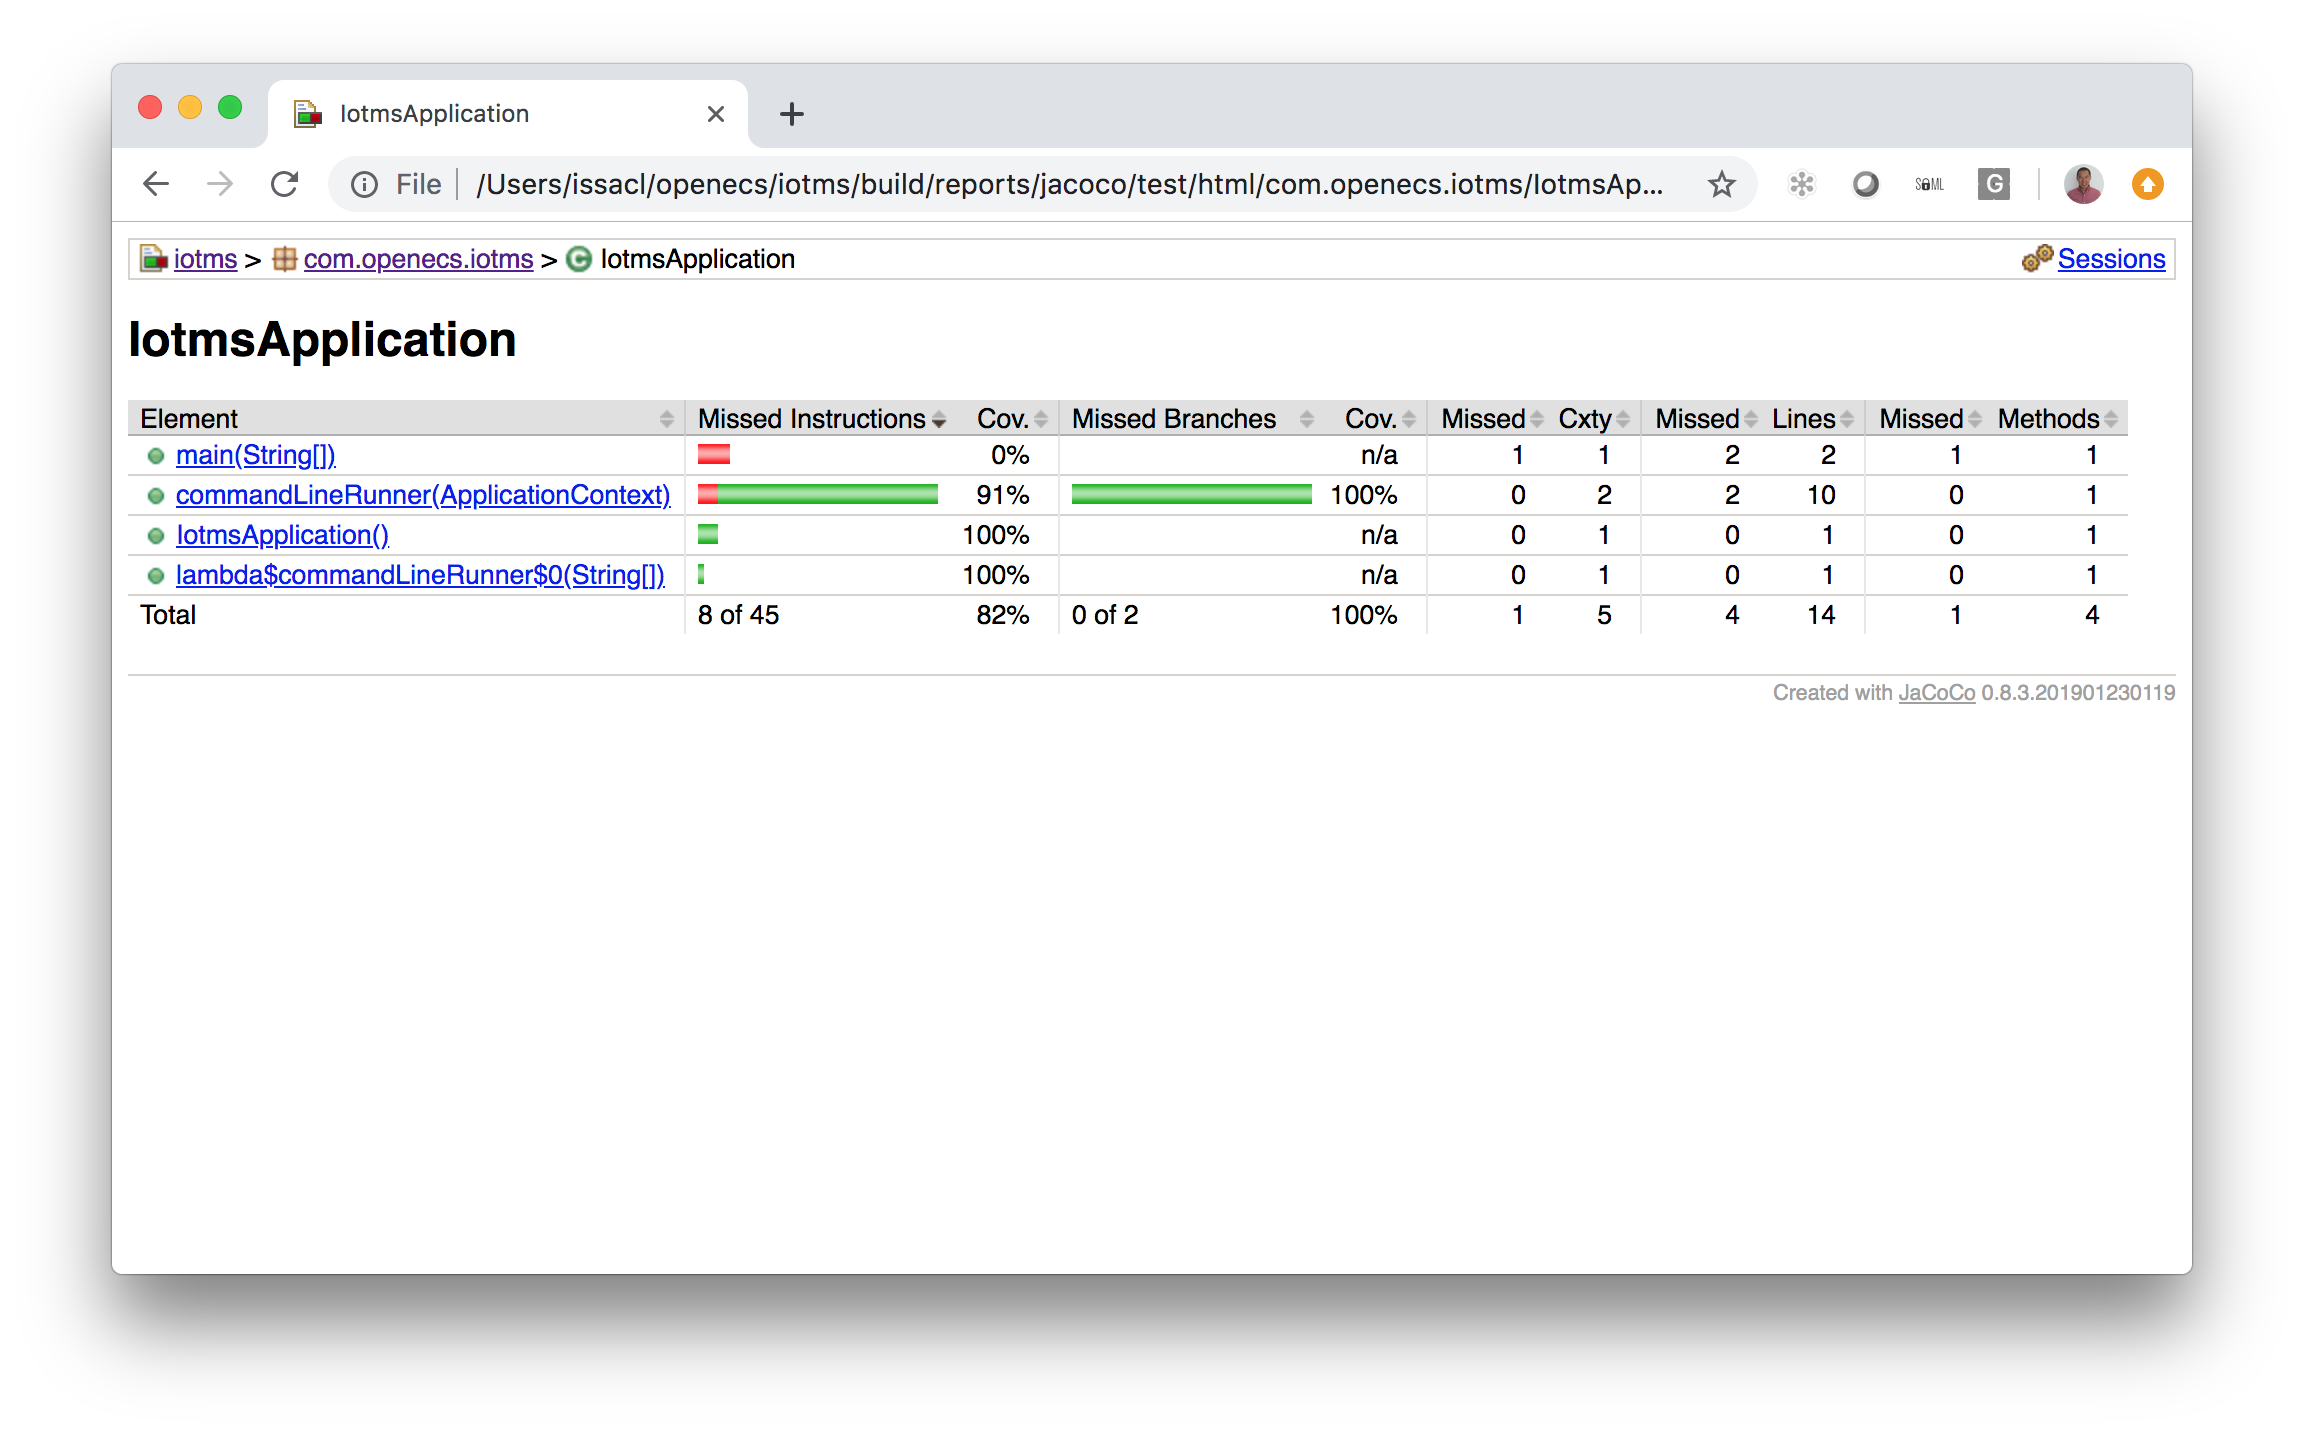 IotmsApplication
File /Users/issacl/openecs/iotms/build/reports/jacoco/test/html/com.openecs.iotms/IotmsAp... SAML G
iotms > com.openecs.iotms > C IotmsApplication Sessions
IotmsApplication
Element Missed Instructions Cov. Missed Branches Cov. Missed Cxty Missed Lines Missed Methods
main(String[]) 0% n/a 1 1 2 2 1 1
commandLineRunner(ApplicationContext) 91% 100% 0 2 2 10 0 1
IotmsApplication() 100% n/a 0 1 0 1 0 1
lambda$commandLineRunner$0(String[]) 100% n/a 0 1 0 1 0 1
Total 8 of 45 82% 0 of 2 100% 1 5 4 14 1 4
Created with JaCoCo 0.8.3.201901230119